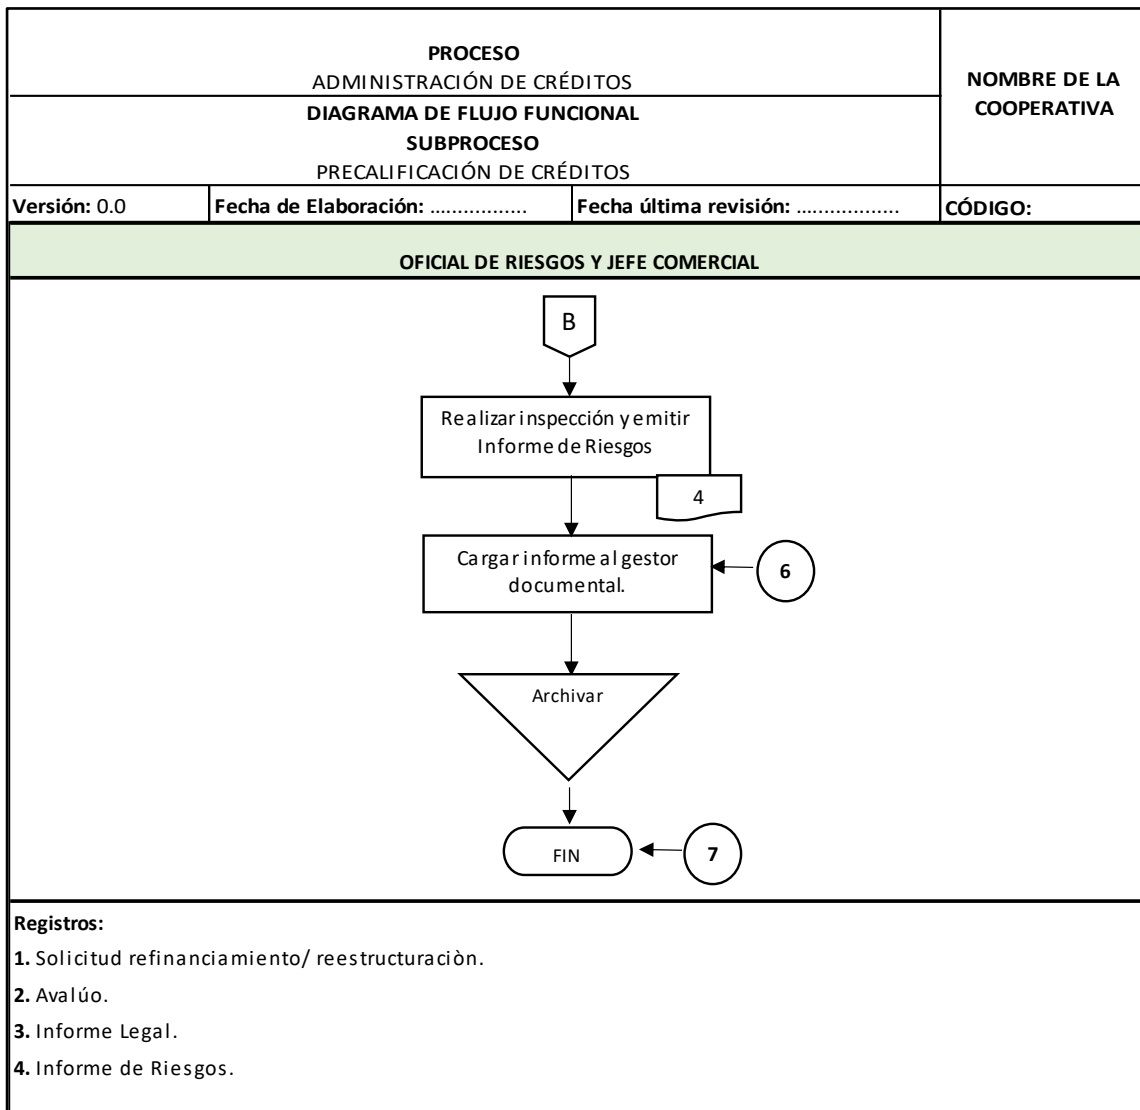 PROCESO
ADMINISTRACIÓN DE CRÉDITOS
NOMBRE DE LA
COOPERATIVA
DIAGRAMA DE FLUJO FUNCIONAL
SUBPROCESO
PRECALIFICACIÓN DE CRÉDITOS
Versión: 0.0 Fecha de Elaboración: ................. Fecha última revisión: .................. CÓDIGO:
OFICIAL DE RIESGOS Y JEFE COMERCIAL
B
Realizar inspección y emitir
Informe de Riesgos
4
Cargar informe al gestor
documental.
6
Archivar
FIN
7
Registros:
1. Solicitud refinanciamiento/ reestructuraciòn.
2. Avalúo.
3. Informe Legal.
4. Informe de Riesgos.